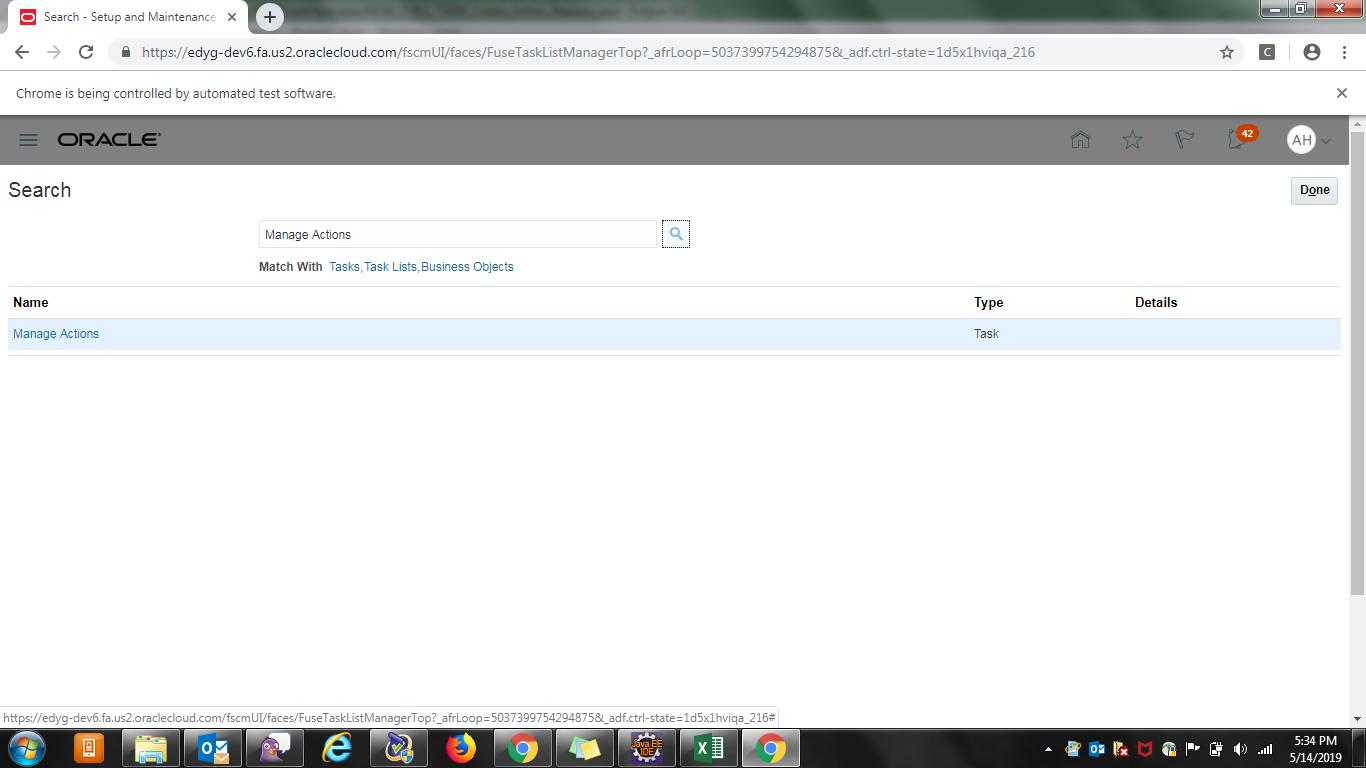 Search - Setup and Maintenance
https://edyg-dev6.fa.us2.oraclecloud.com/fscmUI/faces/FuseTaskListManagerTop?_afrLoop=5037399754294875&_adf.ctrl-state=1d5x1hviqa_216
C
Chrome is being controlled by automated test software.
ORACLE
42
AH
Search
Done
Manage Actions
Match With Tasks, Task Lists, Business Objects
Name Type Details
Manage Actions Task
https://edyg-dev6.fa.us2.oraclecloud.com/fscmUI/faces/FuseTaskListManagerTop?_afrLoop=5037399754294875&_adf.ctrl-state=1d5x1hviqa_216#
Java EE
IDE
5:34 PM
5/14/2019